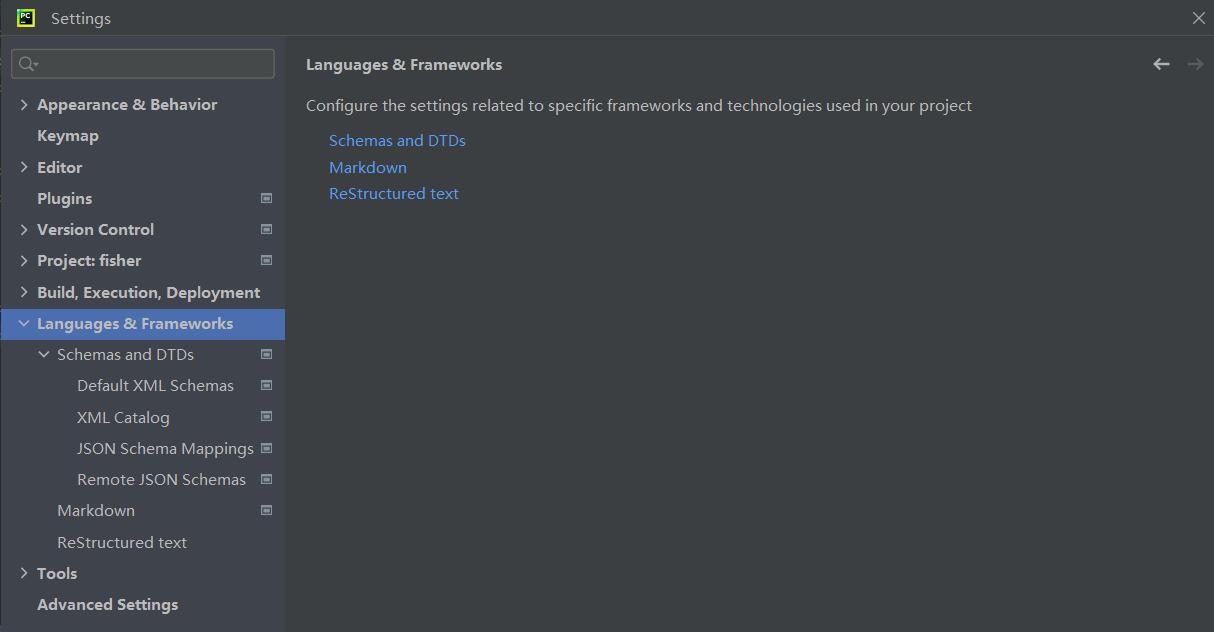 PC Settings
Appearance & Behavior
Keymap
Editor
Plugins
Version Control
Project: fisher
Build, Execution, Deployment
Languages & Frameworks
Schemas and DTDs
Default XML Schemas
XML Catalog
JSON Schema Mappings
Remote JSON Schemas
Markdown
ReStructured text
Tools
Advanced Settings
Languages & Frameworks
Configure the settings related to specific frameworks and technologies used in your project
Schemas and DTDs
Markdown
ReStructured text